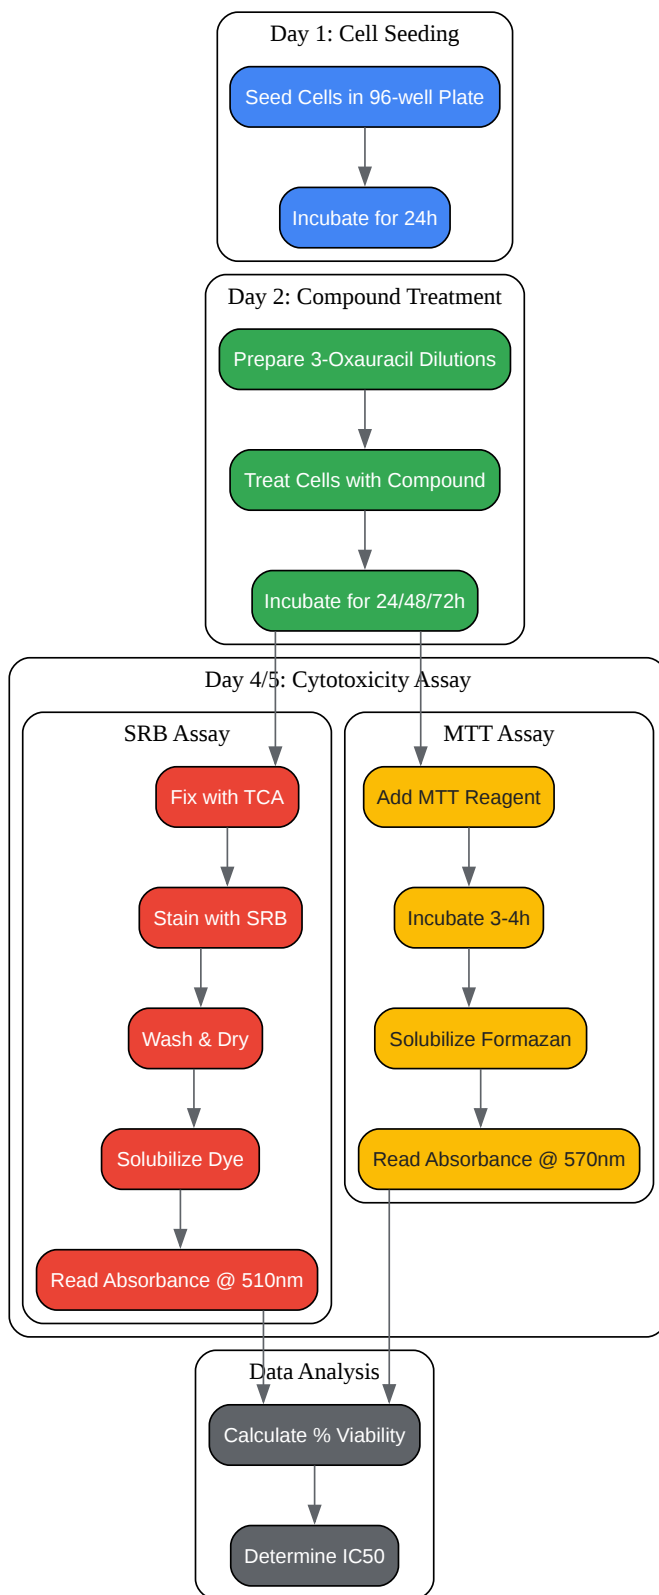 Day 1: Cell Seeding
Seed Cells in 96-well Plate
Incubate for 24h
Day 2: Compound Treatment
Prepare 3-Oxauracil Dilutions
Treat Cells with Compound
Incubate for 24/48/72h
Day 4/5: Cytotoxicity Assay
SRB Assay
Fix with TCA
Stain with SRB
Wash & Dry
Solubilize Dye
Read Absorbance @ 510nm
MTT Assay
Add MTT Reagent
Incubate 3-4h
Solubilize Formazan
Read Absorbance @ 570nm
Data Analysis
Calculate % Viability
Determine IC50